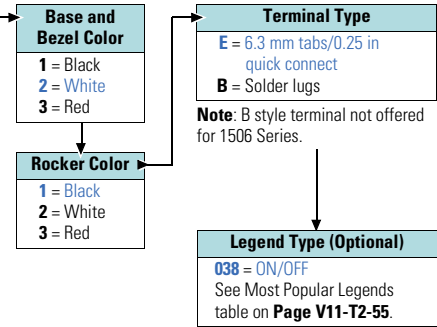 Base and
Bezel Color
1 = Black
2 = White
3 = Red
Rocker Color
1 = Black
2 = White
3 = Red
Terminal Type
E = 6.3 mm tabs/0.25 in
quick connect
B = Solder lugs
Note: B style terminal not offered
for 1506 Series.
Legend Type (Optional)
038 = ON/OFF
See Most Popular Legends
table on Page V11-T2-55.